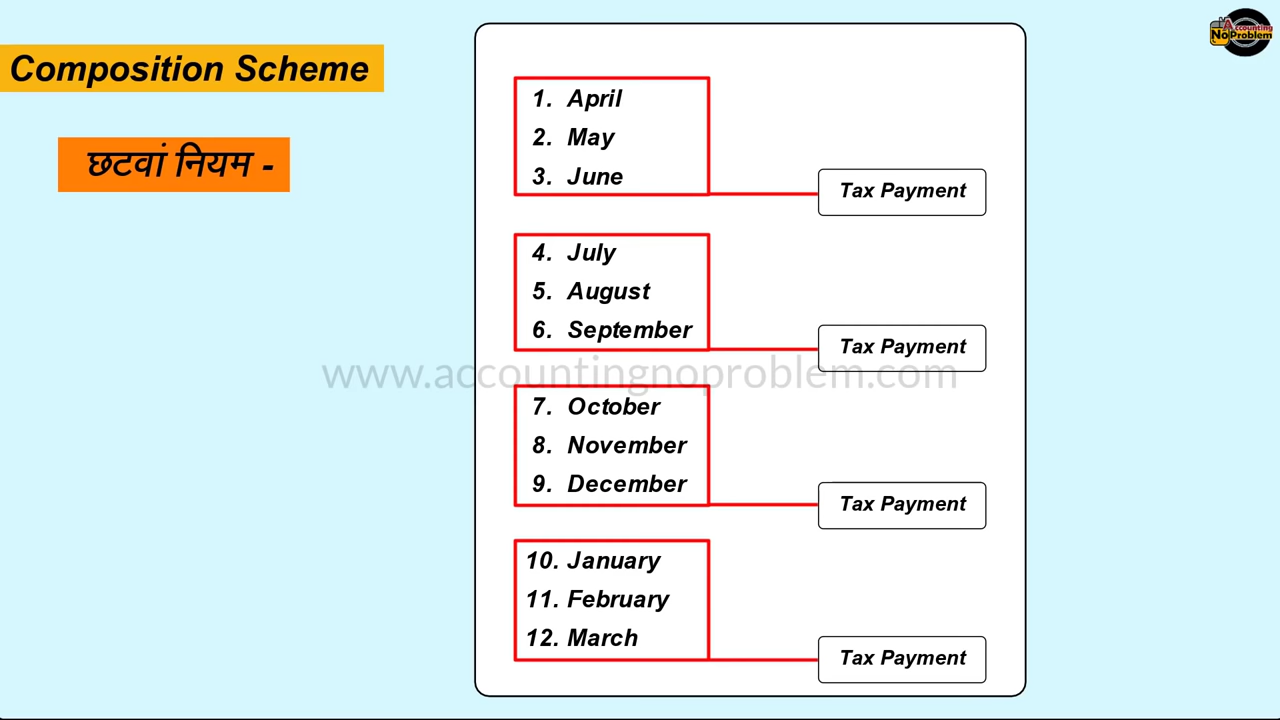 Composition Scheme
छटवां नियम -
1. April
2. May
3. June
Tax Payment
4. July
5. August
6. September
Tax Payment
www.accountingnoproblem.com
7. October
8. November
9. December
Tax Payment
10. January
11. February
12. March
Tax Payment
Accounting
NoProblem